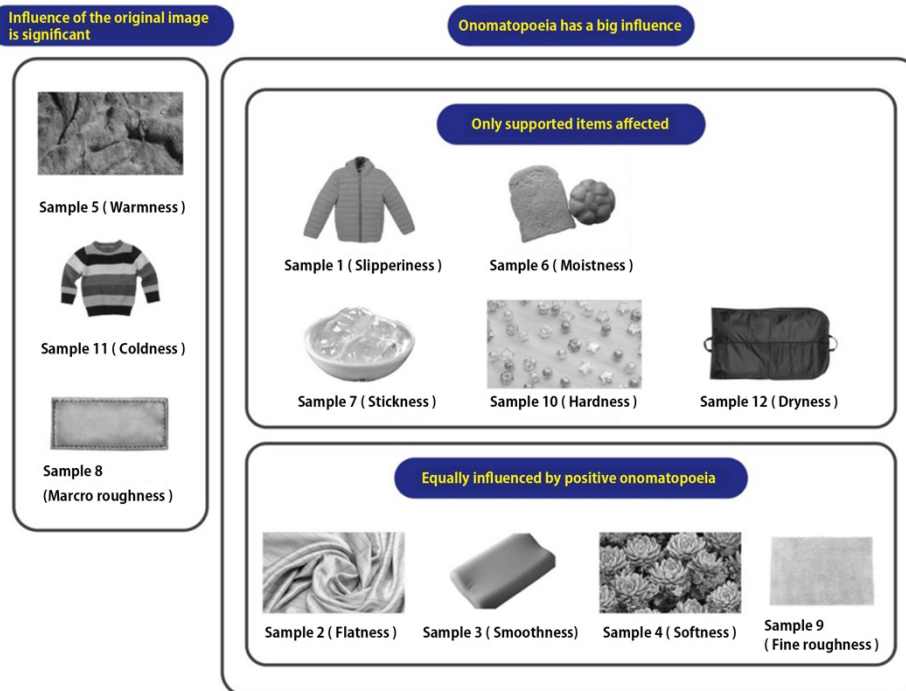 Influence of the original image
is significant
Onomatopoeia has a big influence
Only supported items affected
Sample 5 ( Warmness )
Sample 11 ( Coldness )
Sample 8
(Marcro roughness )
Sample 1 ( Slipperiness )
Sample 6 ( Moistness )
Sample 7 ( Stickness )
Sample 10 ( Hardness )
Sample 12 ( Dryness )
Equally influenced by positive onomatopoeia
Sample 2 ( Flatness )
Sample 3 ( Smoothness)
Sample 4 ( Softness )
Sample 9
( Fine roughness )